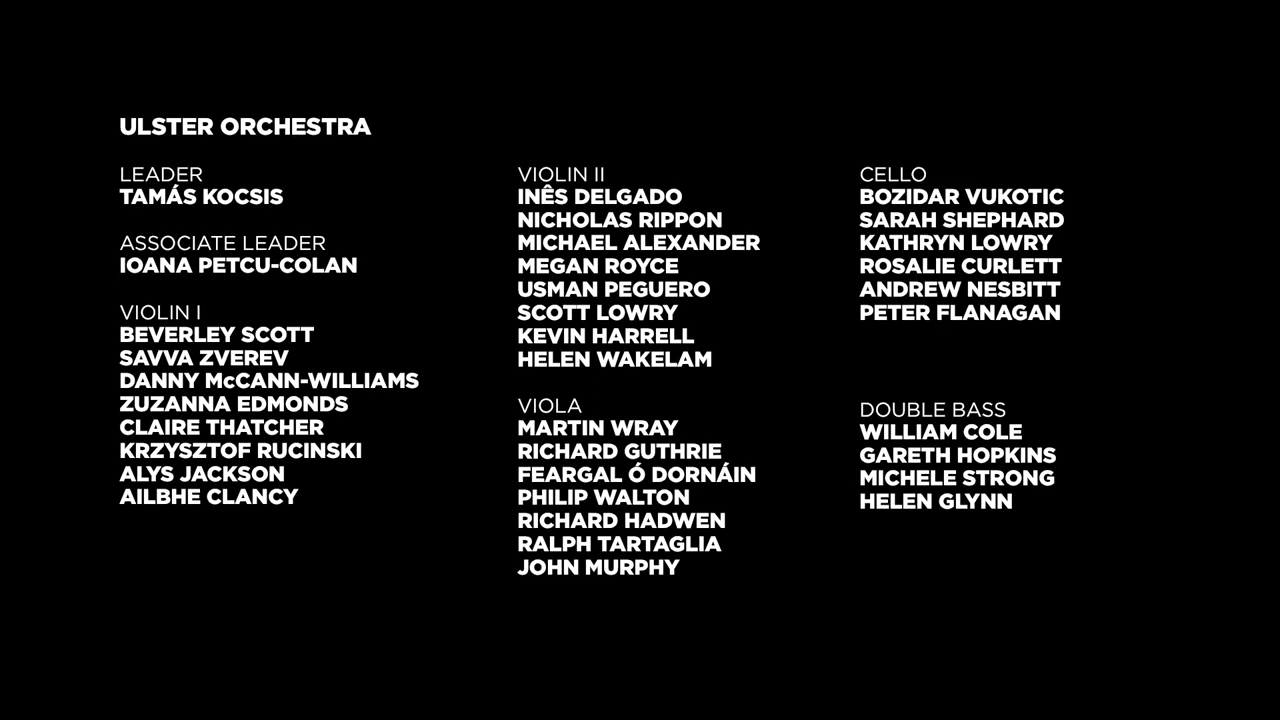 ULSTER ORCHESTRA
LEADER
TAMÁS KOCSIS
ASSOCIATE LEADER
IOANA PETCU-COLAN
VIOLIN I
BEVERLEY SCOTT
SAVVA ZVEREV
DANNY McCANN-WILLIAMS
ZUZANNA EDMONDS
CLAIRE THATCHER
KRZYSZTOF RUCINSKI
ALYS JACKSON
AILBHE CLANCY
VIOLIN II
INÊS DELGADO
NICHOLAS RIPPON
MICHAEL ALEXANDER
MEGAN ROYCE
USMAN PEGUERO
SCOTT LOWRY
KEVIN HARRELL
HELEN WAKELAM
VIOLA
MARTIN WRAY
RICHARD GUTHRIE
FEARGAL Ó DORNÁIN
PHILIP WALTON
RICHARD HADWEN
RALPH TARTAGLIA
JOHN MURPHY
CELLO
BOZIDAR VUKOTIC
SARAH SHEPHARD
KATHRYN LOWRY
ROSALIE CURLETT
ANDREW NESBITT
PETER FLANAGAN
DOUBLE BASS
WILLIAM COLE
GARETH HOPKINS
MICHELE STRONG
HELEN GLYNN